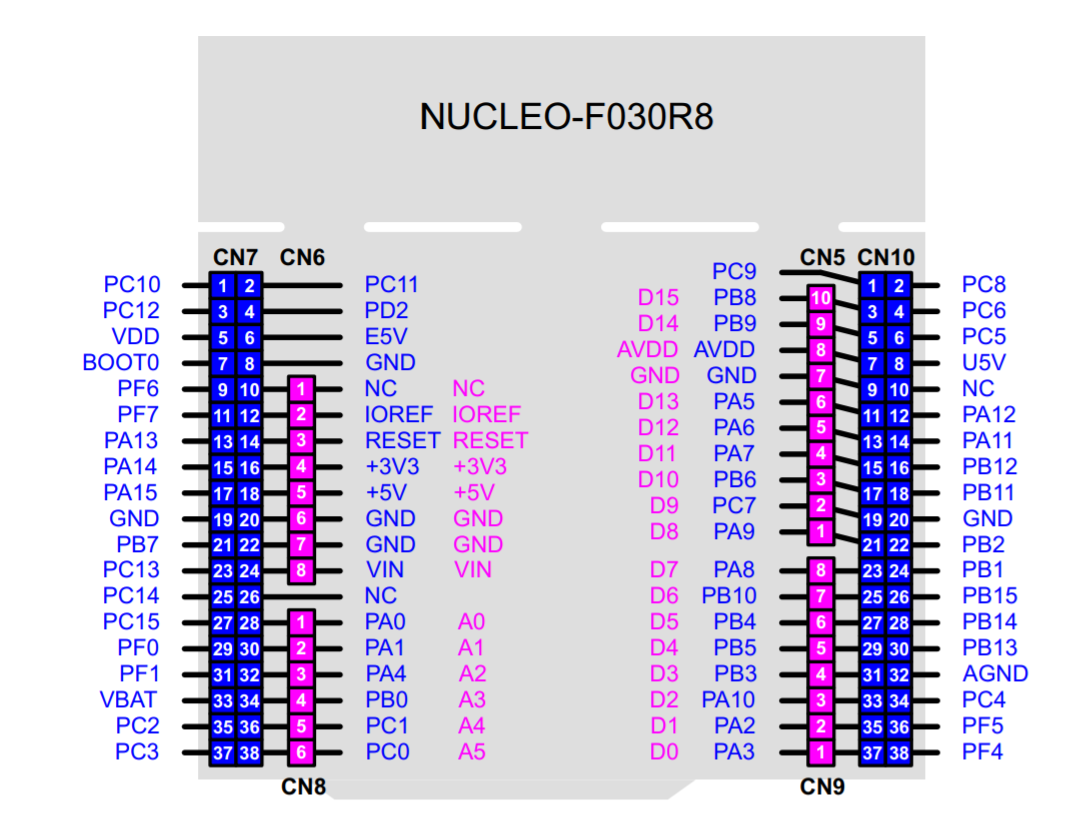 NUCLEO-F030R8
CN7 CN6 CN5 CN10
PC9
PC10 1 2 PC11 1 2 PC8
D15 PB8 10
PC12 3 4 PD2 3 4 PC6
D14 PB9 9
VDD 5 6 E5V 5 6 PC5
AVDD AVDD 8
BOOT0 7 8 GND 7 8 U5V
GND GND 7
PF6 9 10 1 NC NC 9 10 NC
D13 PA5 6
PF7 11 12 2 IOREF IOREF 11 12 PA12
D12 PA6 5
PA13 13 14 3 RESET RESET 13 14 PA11
D11 PA7 4
PA14 15 16 4 +3V3 +3V3 15 16 PB12
D10 PB6 3
PA15 17 18 5 +5V +5V 17 18 PB11
D9 PC7 2
GND 19 20 6 GND GND 19 20 GND
D8 PA9 1
PB7 21 22 7 GND GND 21 22 PB2
PC13 23 24 8 VIN VIN D7 PA8 8 23 24 PB1
PC14 25 26 NC D6 PB10 7 25 26 PB15
PC15 27 28 1 PA0 A0 D5 PB4 6 27 28 PB14
PF0 29 30 2 PA1 A1 D4 PB5 5 29 30 PB13
PF1 31 32 3 PA4 A2 D3 PB3 4 31 32 AGND
VBAT 33 34 4 PB0 A3 D2 PA10 3 33 34 PC4
PC2 35 36 5 PC1 A4 D1 PA2 2 35 36 PF5
PC3 37 38 6 PC0 A5 D0 PA3 1 37 38 PF4
CN8 CN9